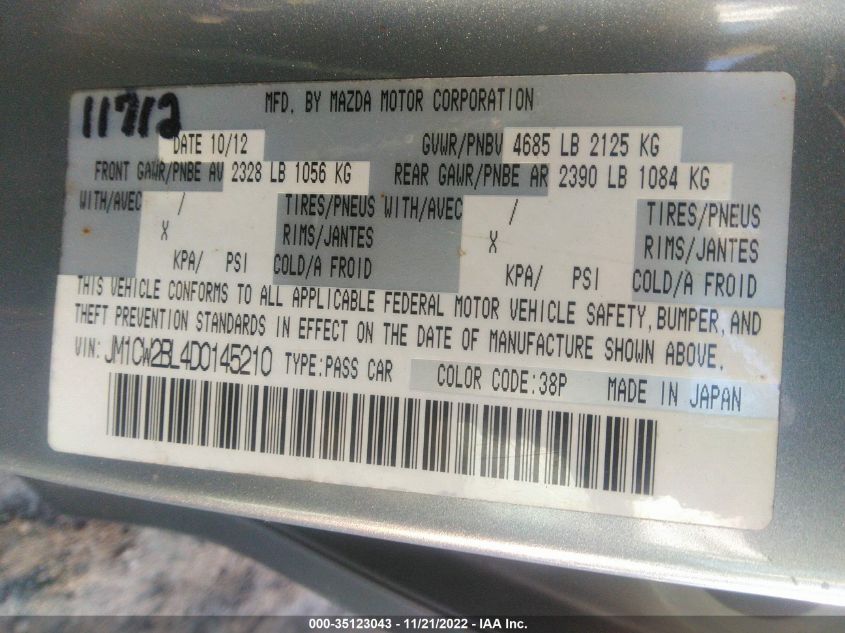 11712
MFD. BY MAZDA MOTOR CORPORATION
DATE 10/12 GVWR/PNBV 4685 LB 2125 KG
FRONT GAWR/PNBE AV 2328 LB 1056 KG REAR GAWR/PNBE AR 2390 LB 1084 KG
WITH/AVEC / TIRES/PNEUS WITH/AVEC / TIRES/PNEUS
X RIMS/JANTES X RIMS/JANTES
KPA/ PSI COLD/A FROID KPA/ PSI COLD/A FROID
THIS VEHICLE CONFORMS TO ALL APPLICABLE FEDERAL MOTOR VEHICLE SAFETY, BUMPER, AND
THEFT PREVENTION STANDARDS IN EFFECT ON THE DATE OF MANUFACTURE SHOWN ABOVE.
VIN: JM1CW2BL4D0145210 TYPE: PASS CAR COLOR CODE: 38P MADE IN JAPAN
000-35123043 - 11/21/2022 - IAA Inc.